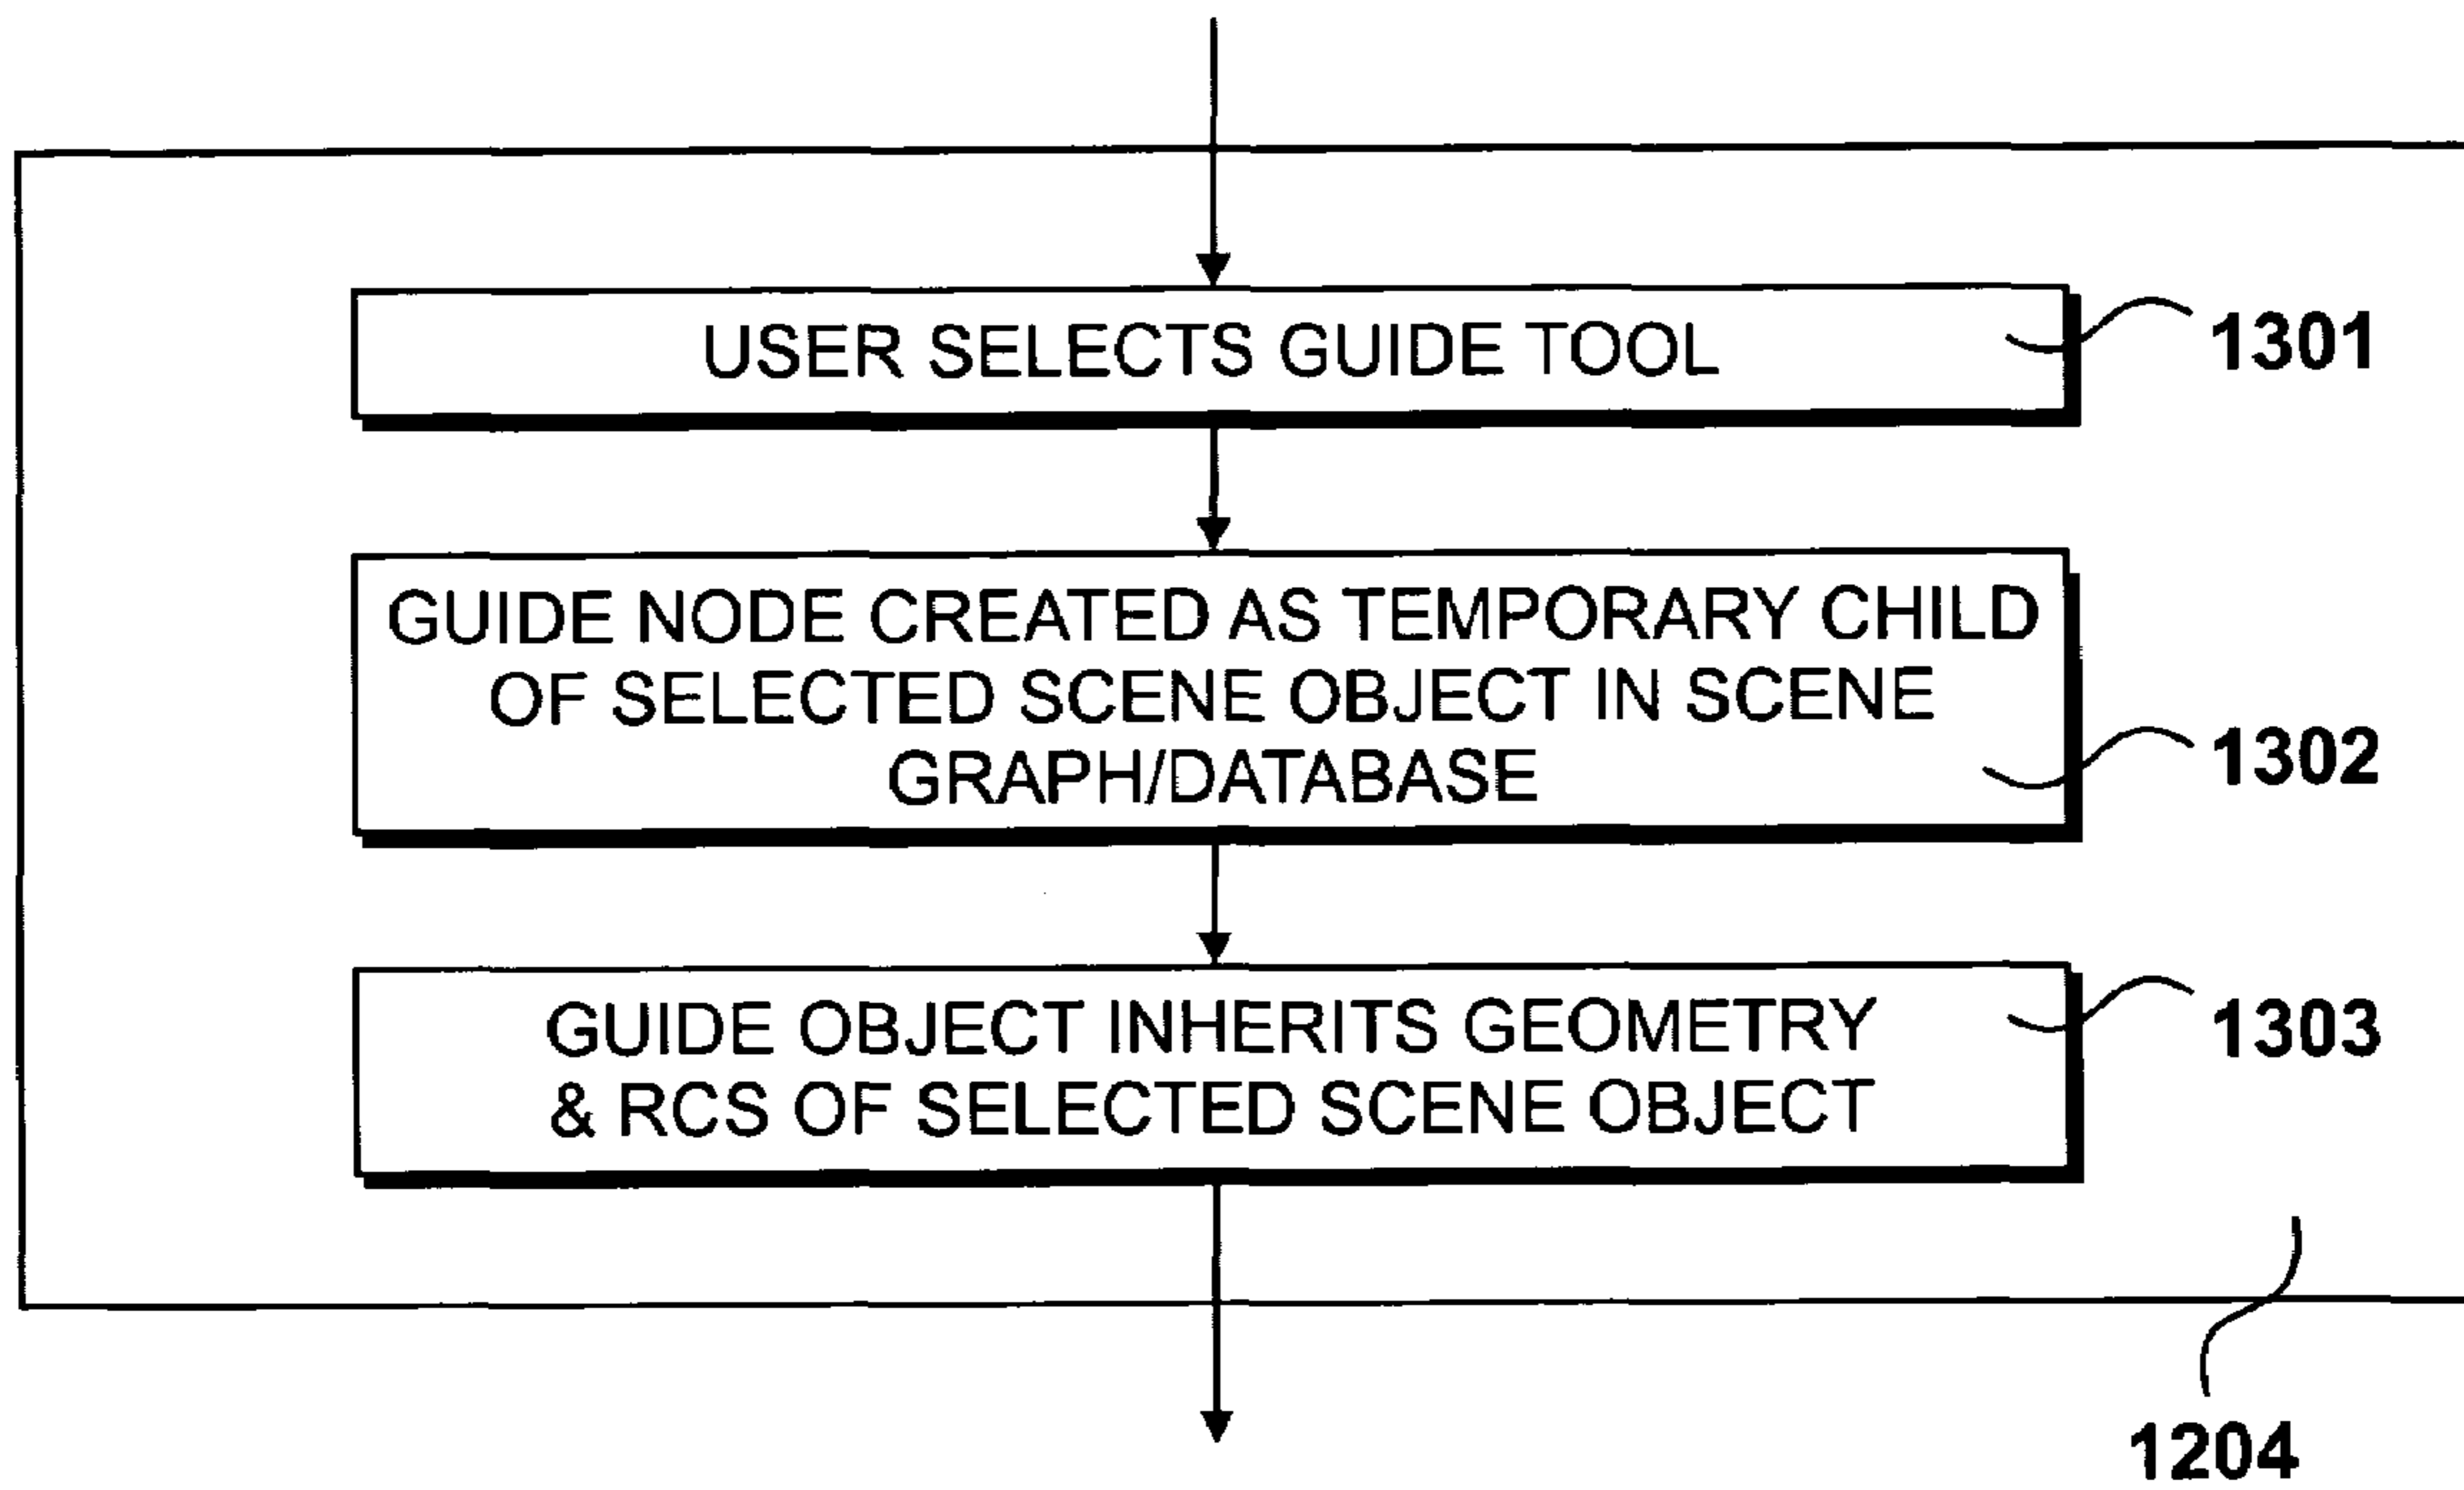 USER SELECTS GUIDE TOOL
1301
GUIDE NODE CREATED AS TEMPORARY CHILD
OF SELECTED SCENE OBJECT IN SCENE
GRAPH/DATABASE
1302
GUIDE OBJECT INHERITS GEOMETRY
& RCS OF SELECTED SCENE OBJECT
1303
1204